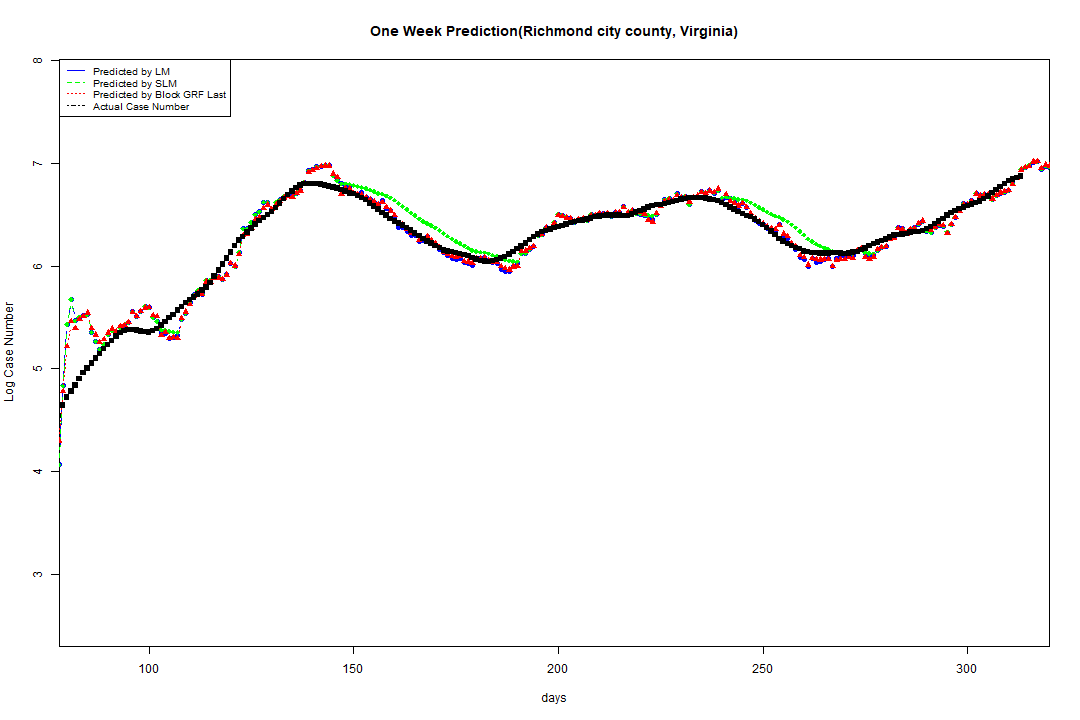 One Week Prediction(Richmond city county, Virginia)
Predicted by LM
Predicted by SLM
Predicted by Block GRF Last
Actual Case Number
8
7
6
5
4
3
Log Case Number
100 150 200 250 300
days